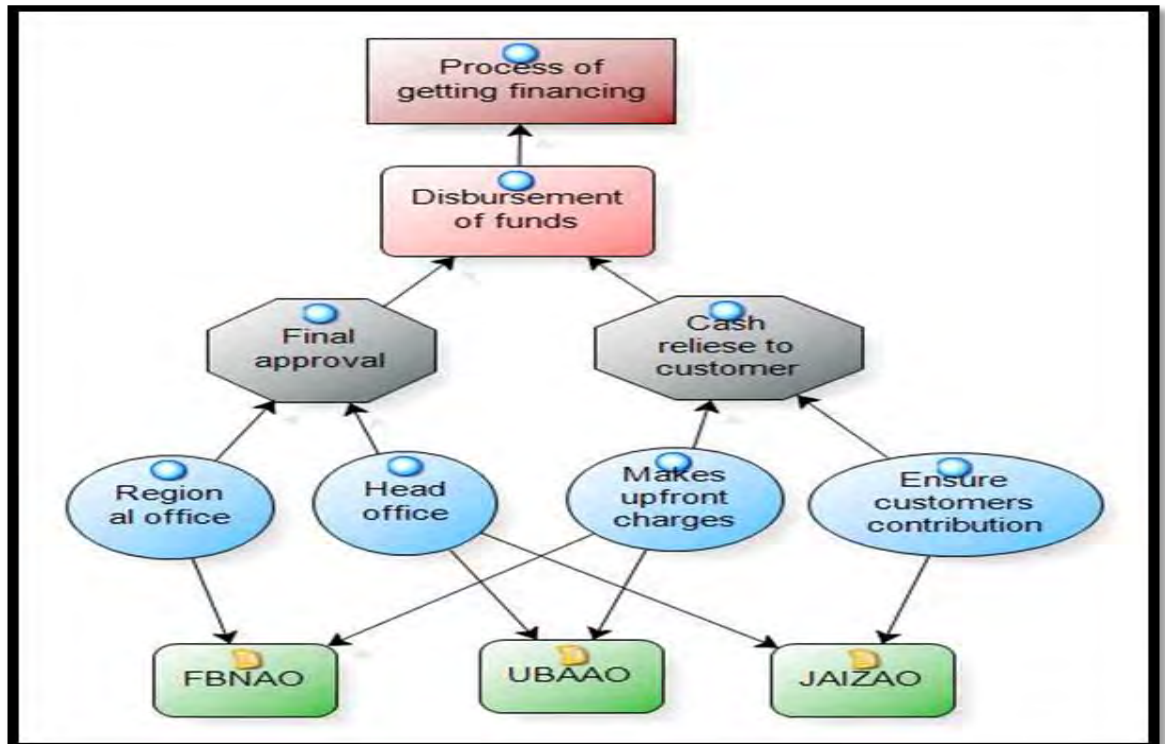 Process of
getting financing
Disbursement
of funds
Final
approval
Cash
reliese to
customer
Region
al office
Head
office
Makes
upfront
charges
Ensure
customers
contribution
FBNAO
UBAAO
JAIZAO